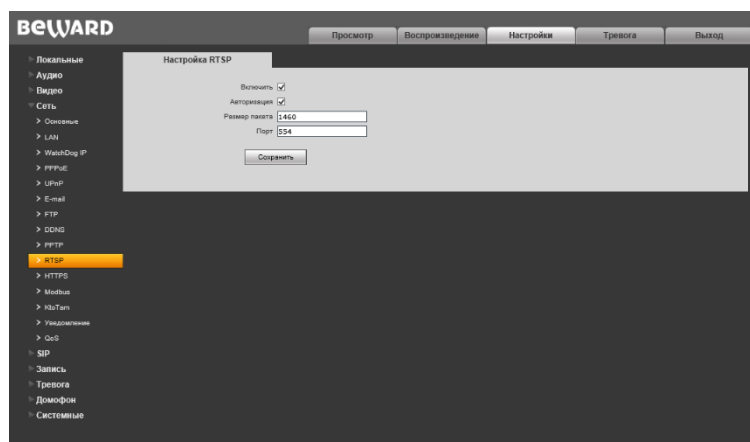 BEWARD
Просмотр
Воспроизведение
Настройки
Тревога
Выход
Локальные
Аудио
Видео
Сеть
Основные
LAN
WatchDog IP
PPPoE
UPnP
E-mail
FTP
DDNS
PPTP
RTSP
HTTPS
Modbus
KtoTam
Уведомление
QoS
SIP
Запись
Тревога
Домофон
Системные
Настройка RTSP
Включить
Авторизация
Размер пакета 1460
Порт 554
Сохранить